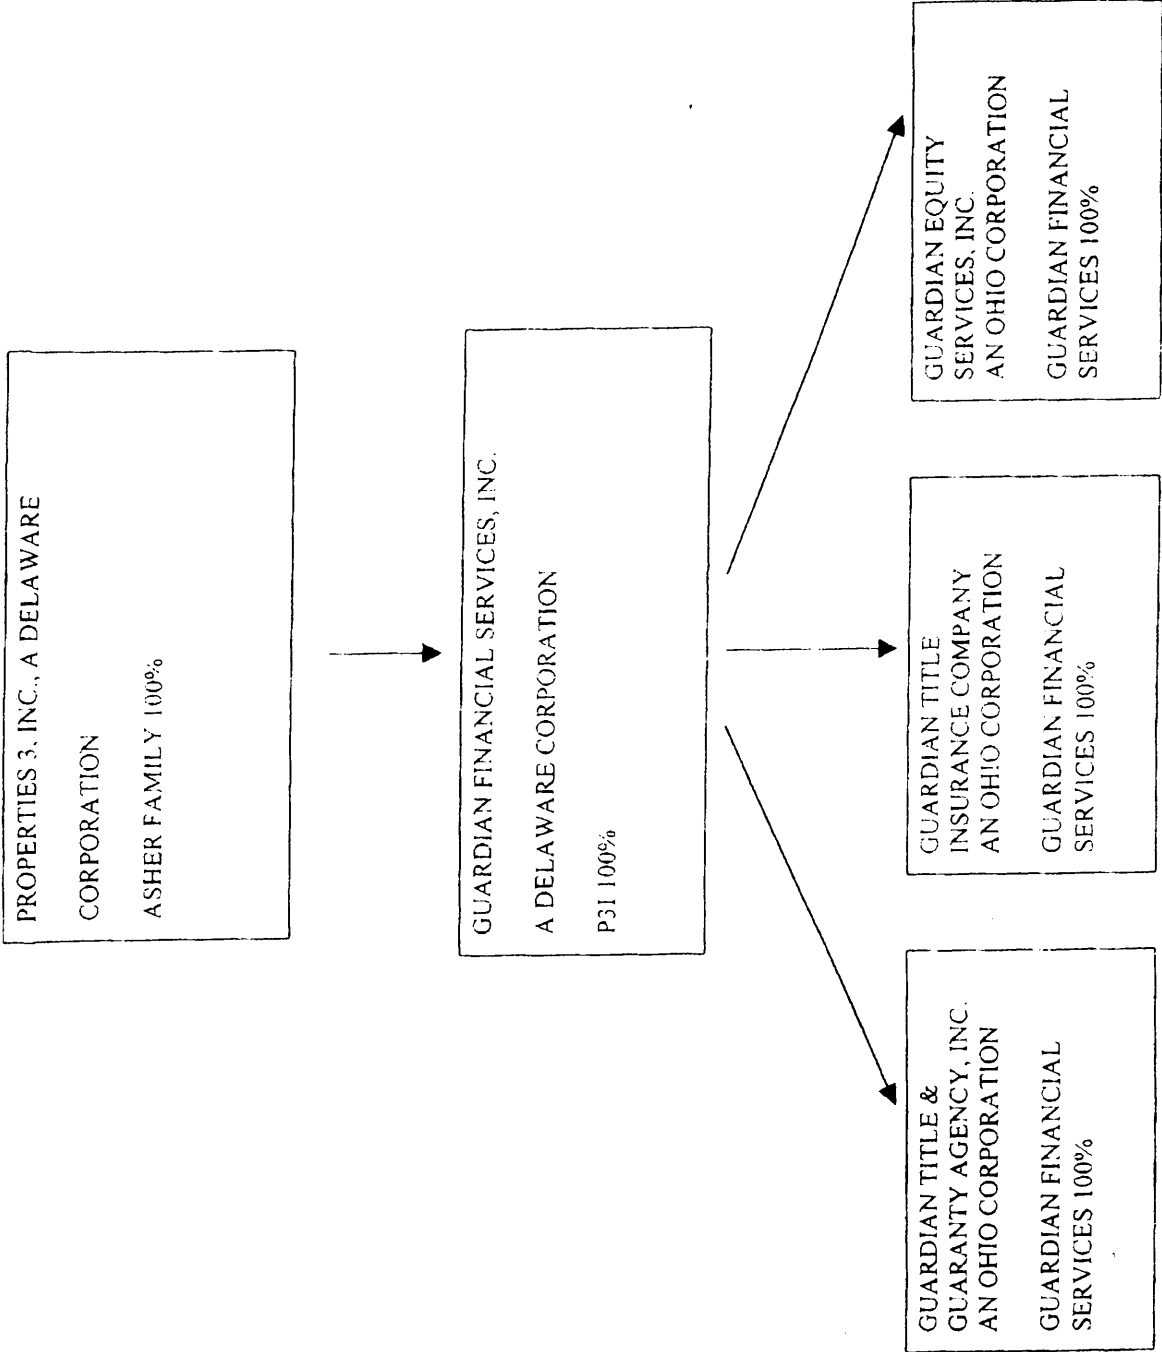 PROPERTIES 3, INC., A DELAWARE
CORPORATION
ASHER FAMILY 100%
GUARDIAN FINANCIAL SERVICES, INC.
A DELAWARE CORPORATION
P3I 100%
GUARDIAN TITLE &
GUARANTY AGENCY, INC.
AN OHIO CORPORATION
GUARDIAN FINANCIAL
SERVICES 100%
GUARDIAN TITLE
INSURANCE COMPANY
AN OHIO CORPORATION
GUARDIAN FINANCIAL
SERVICES 100%
GUARDIAN EQUITY
SERVICES, INC.
AN OHIO CORPORATION
GUARDIAN FINANCIAL
SERVICES 100%